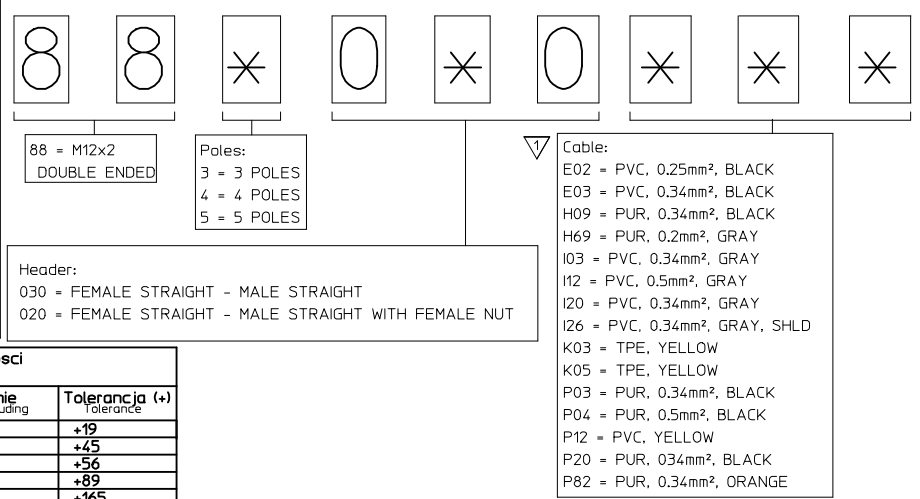 8 8 * 0 * 0 * * *
88 = M12x2
DOUBLE ENDED
Poles:
3 = 3 POLES
4 = 4 POLES
5 = 5 POLES
Header:
030 = FEMALE STRAIGHT - MALE STRAIGHT
020 = FEMALE STRAIGHT - MALE STRAIGHT WITH FEMALE NUT
1
Cable:
E02 = PVC, 0.25mm², BLACK
E03 = PVC, 0.34mm², BLACK
H09 = PUR, 0.34mm², BLACK
H69 = PUR, 0.2mm², GRAY
I03 = PVC, 0.34mm², GRAY
I12 = PVC, 0.5mm², GRAY
I20 = PVC, 0.34mm², GRAY
I26 = PVC, 0.34mm², GRAY, SHLD
K03 = TPE, YELLOW
K05 = TPE, YELLOW
P03 = PUR, 0.34mm², BLACK
P04 = PUR, 0.5mm², BLACK
P12 = PVC, YELLOW
P20 = PUR, 034mm², BLACK
P82 = PUR, 0.34mm², ORANGE
Tolerancja (+)
Tolerance
+19
+45
+56
+89
+165